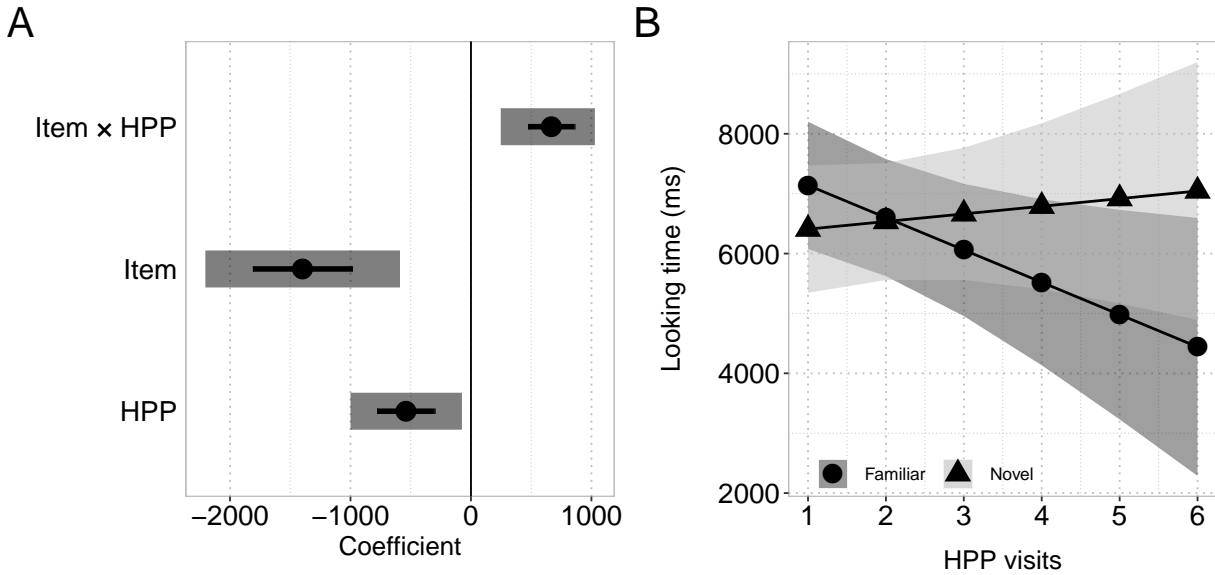 A
Item × HPP
Item
HPP
−2000 −1000 0 1000
Coefficient
B
Looking time (ms)
8000
6000
4000
2000
Familiar Novel
1 2 3 4 5 6
HPP visits